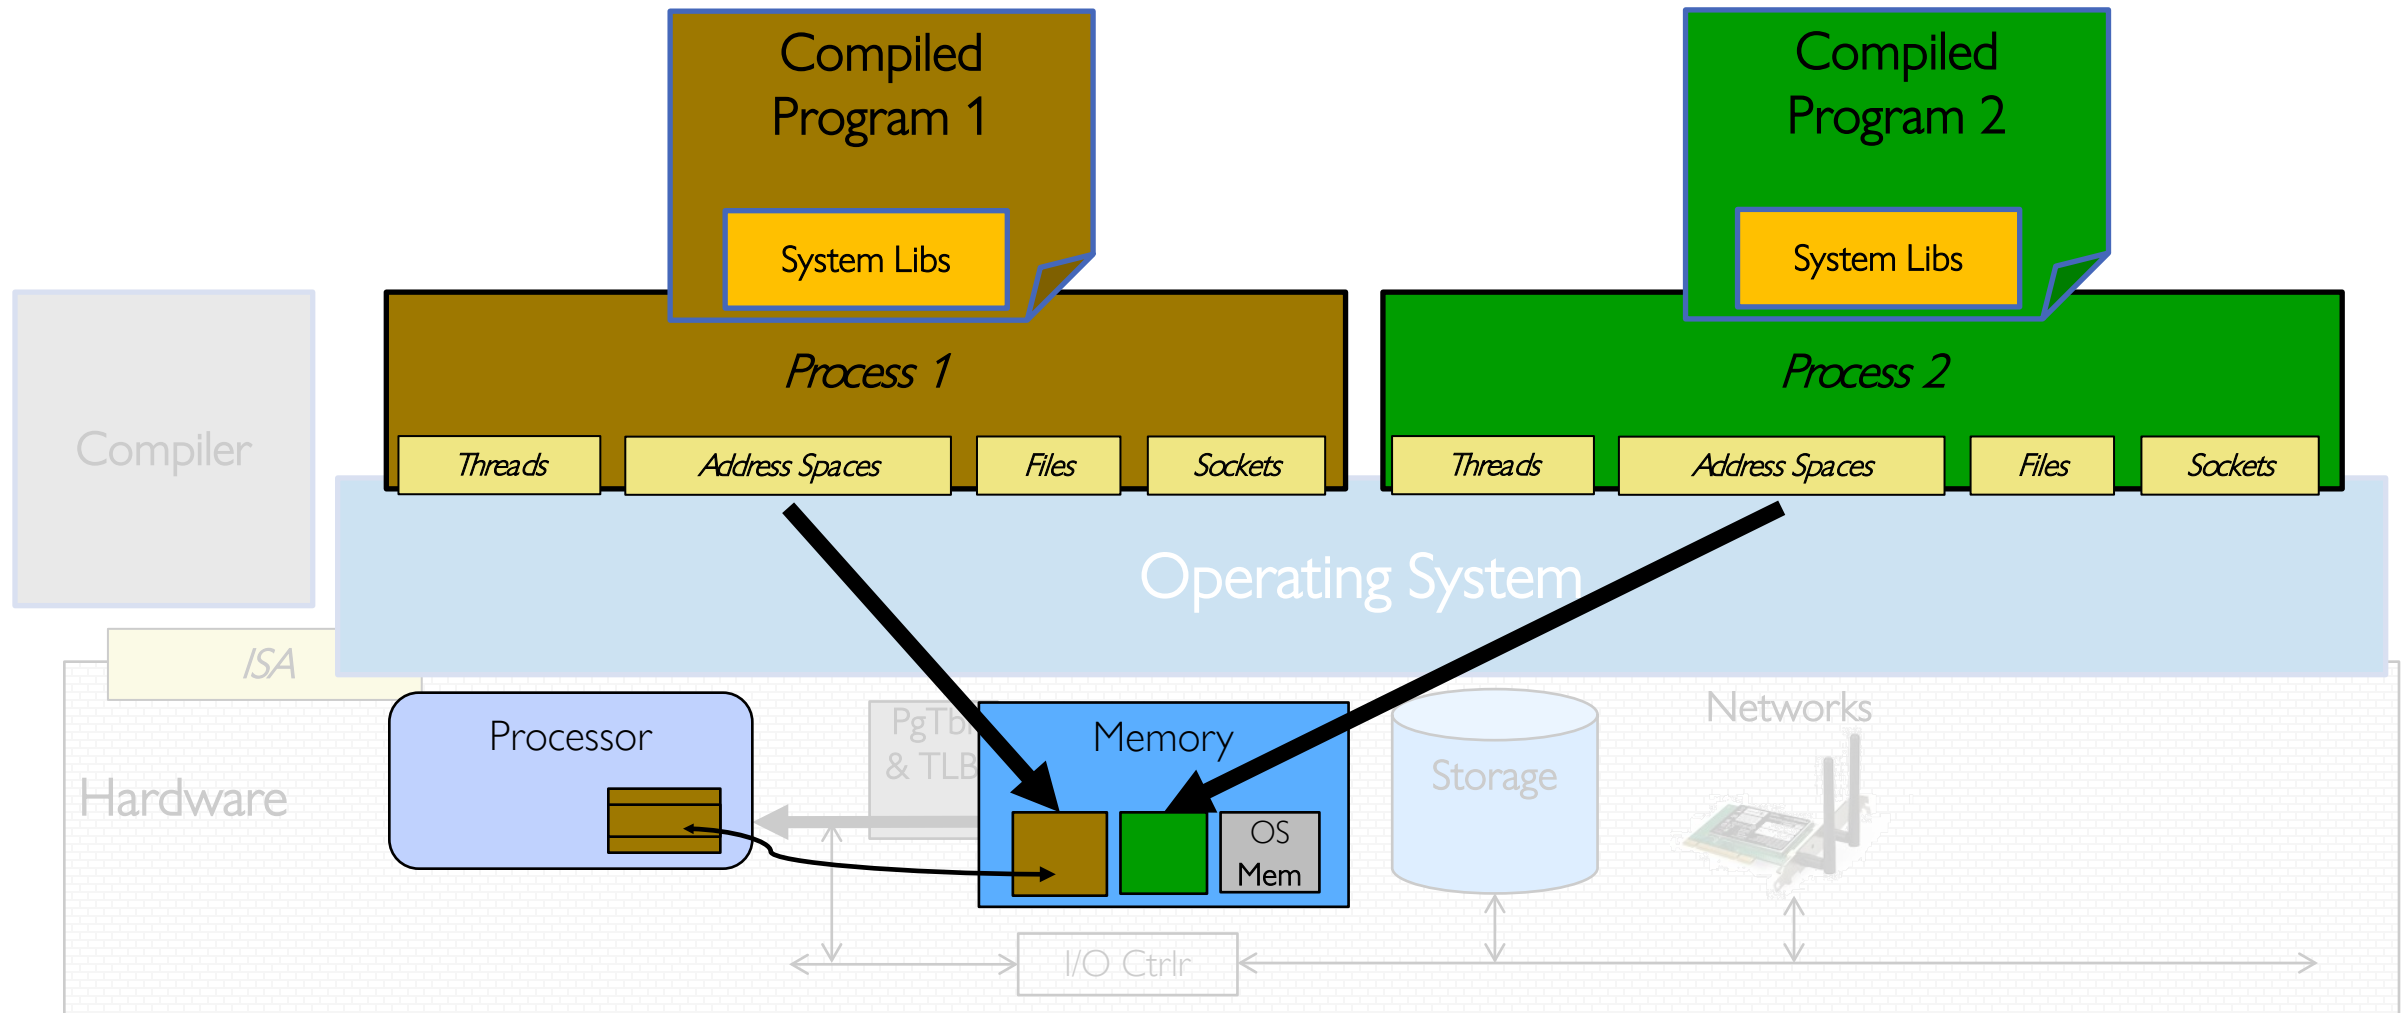 Compiled
Program 1
System Libs
Compiled
Program 2
System Libs
Process 1
Threads
Address Spaces
Files
Sockets
Process 2
Threads
Address Spaces
Files
Sockets
Compiler
Operating System
ISA
Hardware
Processor
PgTbl
& TLB
Memory
OS
Mem
Storage
Networks
I/O Ctrlr